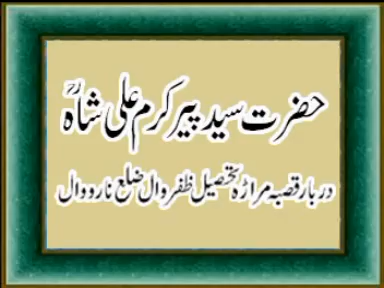 حضرت سید پیر کرم علی شاہؒ
دربار قصبہ مراڑہ تحصیل ظفروال ضلع نارووال